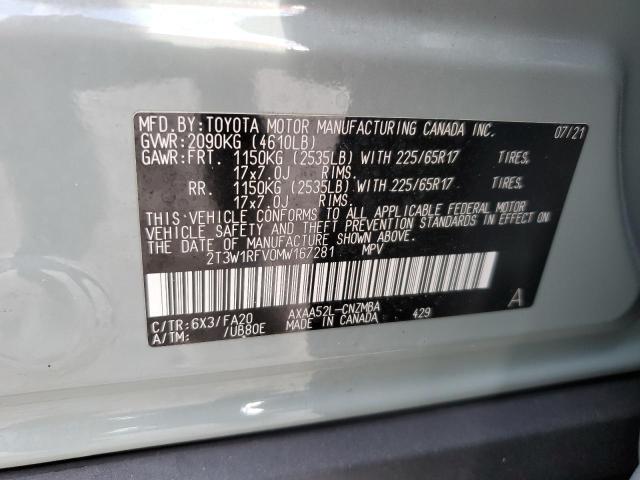 MFD.BY:TOYOTA MOTOR MANUFACTURING CANADA INC. 07/21
GVWR:2090KG (4610LB)
GAWR:FRT. 1150KG (2535LB) WITH 225/65R17 TIRES.
17x7.0J RIMS.
RR. 1150KG (2535LB) WITH 225/65R17 TIRES.
17x7.0J RIMS.
THIS VEHICLE CONFORMS TO ALL APPLICABLE FEDERAL MOTOR
VEHICLE SAFETY AND THEFT PREVENTION STANDARDS IN EFFECT ON
THE DATE OF MANUFACTURE SHOWN ABOVE.
2T3W1RFV0MW167281 MPV
A
C/TR:6X3/FA20 AXAA52L-CNZMBA 429
A/TM: /U680E MADE IN CANADA